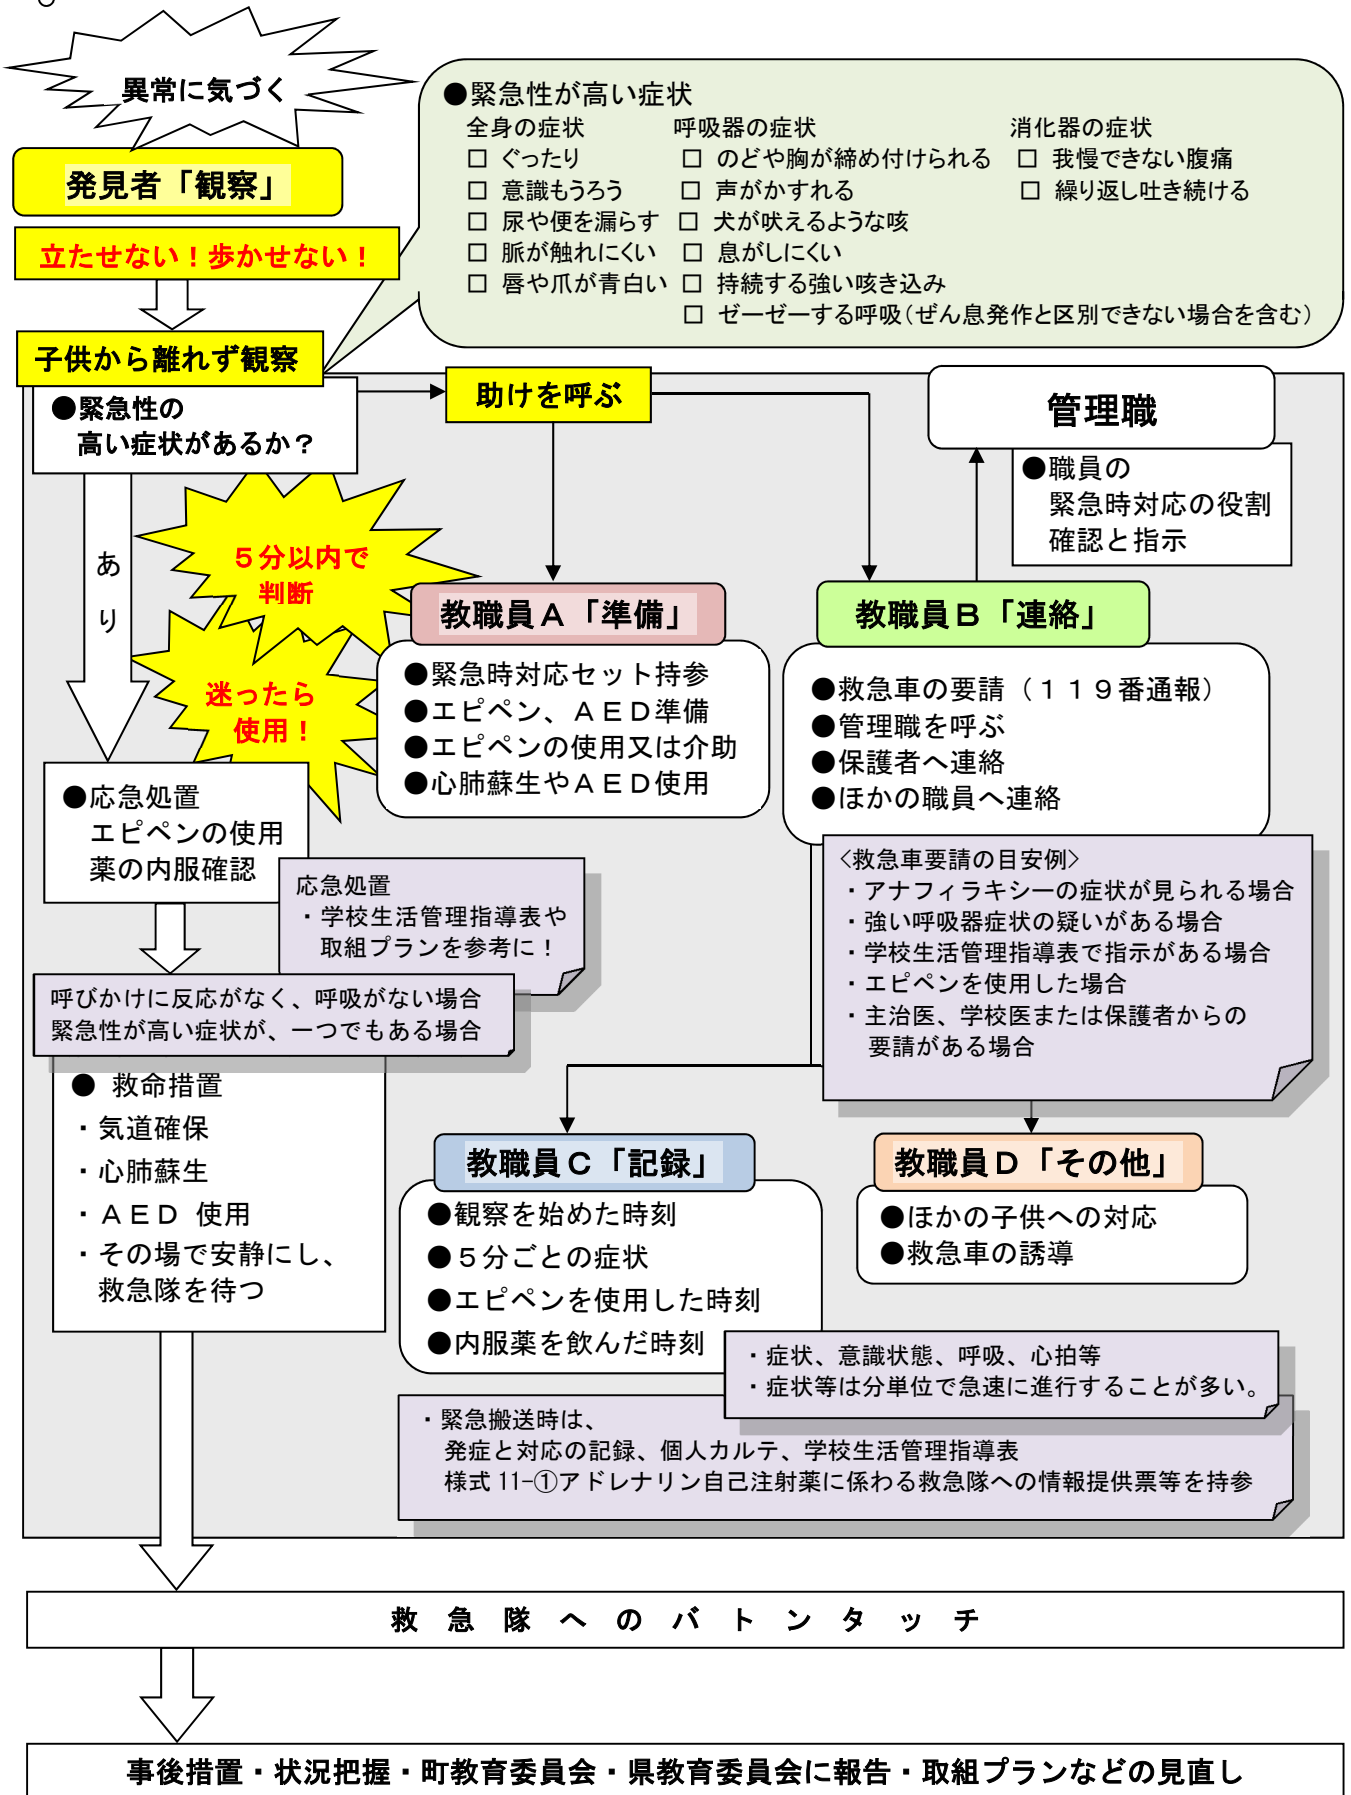 異常に気づく
発見者「観察」
立たせない！歩かせない！
子供から離れず観察
●緊急性が高い症状
全身の症状
□ ぐったり
□ 意識もうろう
□ 尿や便を漏らす
□ 脈が触れにくい
□ 唇や爪が青白い
呼吸器の症状
□ のどや胸が締め付けられる
□ 声がかすれる
□ 犬が吠えるような咳
□ 息がしにくい
□ 持続する強い咳き込み
□ ゼーゼーする呼吸（ぜん息発作と区別できない場合を含む）
消化器の症状
□ 我慢できない腹痛
□ 繰り返し吐き続ける
●緊急性の
高い症状があるか？
助けを呼ぶ
管理職
●職員の
緊急時対応の役割
確認と指示
あ
り
５分以内で
判断
迷ったら
使用！
教職員Ａ「準備」
●緊急時対応セット持参
●エピペン、ＡＥＤ準備
●エピペンの使用又は介助
●心肺蘇生やＡＥＤ使用
教職員Ｂ「連絡」
●救急車の要請（１１９番通報）
●管理職を呼ぶ
●保護者へ連絡
●ほかの職員へ連絡
●応急処置
エピペンの使用
薬の内服確認
応急処置
・学校生活管理指導表や
取組プランを参考に！
<救急車要請の目安例>
・アナフィラキシーの症状が見られる場合
・強い呼吸器症状の疑いがある場合
・学校生活管理指導表で指示がある場合
・エピペンを使用した場合
・主治医、学校医または保護者からの
要請がある場合
呼びかけに反応がなく、呼吸がない場合
緊急性が高い症状が、一つでもある場合
● 救命措置
・気道確保
・心肺蘇生
・ＡＥＤ 使用
・その場で安静にし、
救急隊を待つ
教職員Ｃ「記録」
●観察を始めた時刻
●５分ごとの症状
●エピペンを使用した時刻
●内服薬を飲んだ時刻
教職員Ｄ「その他」
●ほかの子供への対応
●救急車の誘導
・症状、意識状態、呼吸、心拍等
・症状等は分単位で急速に進行することが多い。
・緊急搬送時は、
発症と対応の記録、個人カルテ、学校生活管理指導表
様式 11-①アドレナリン自己注射薬に係わる救急隊への情報提供票等を持参
救急隊へのバトンタッチ
事後措置・状況把握・町教育委員会・県教育委員会に報告・取組プランなどの見直し